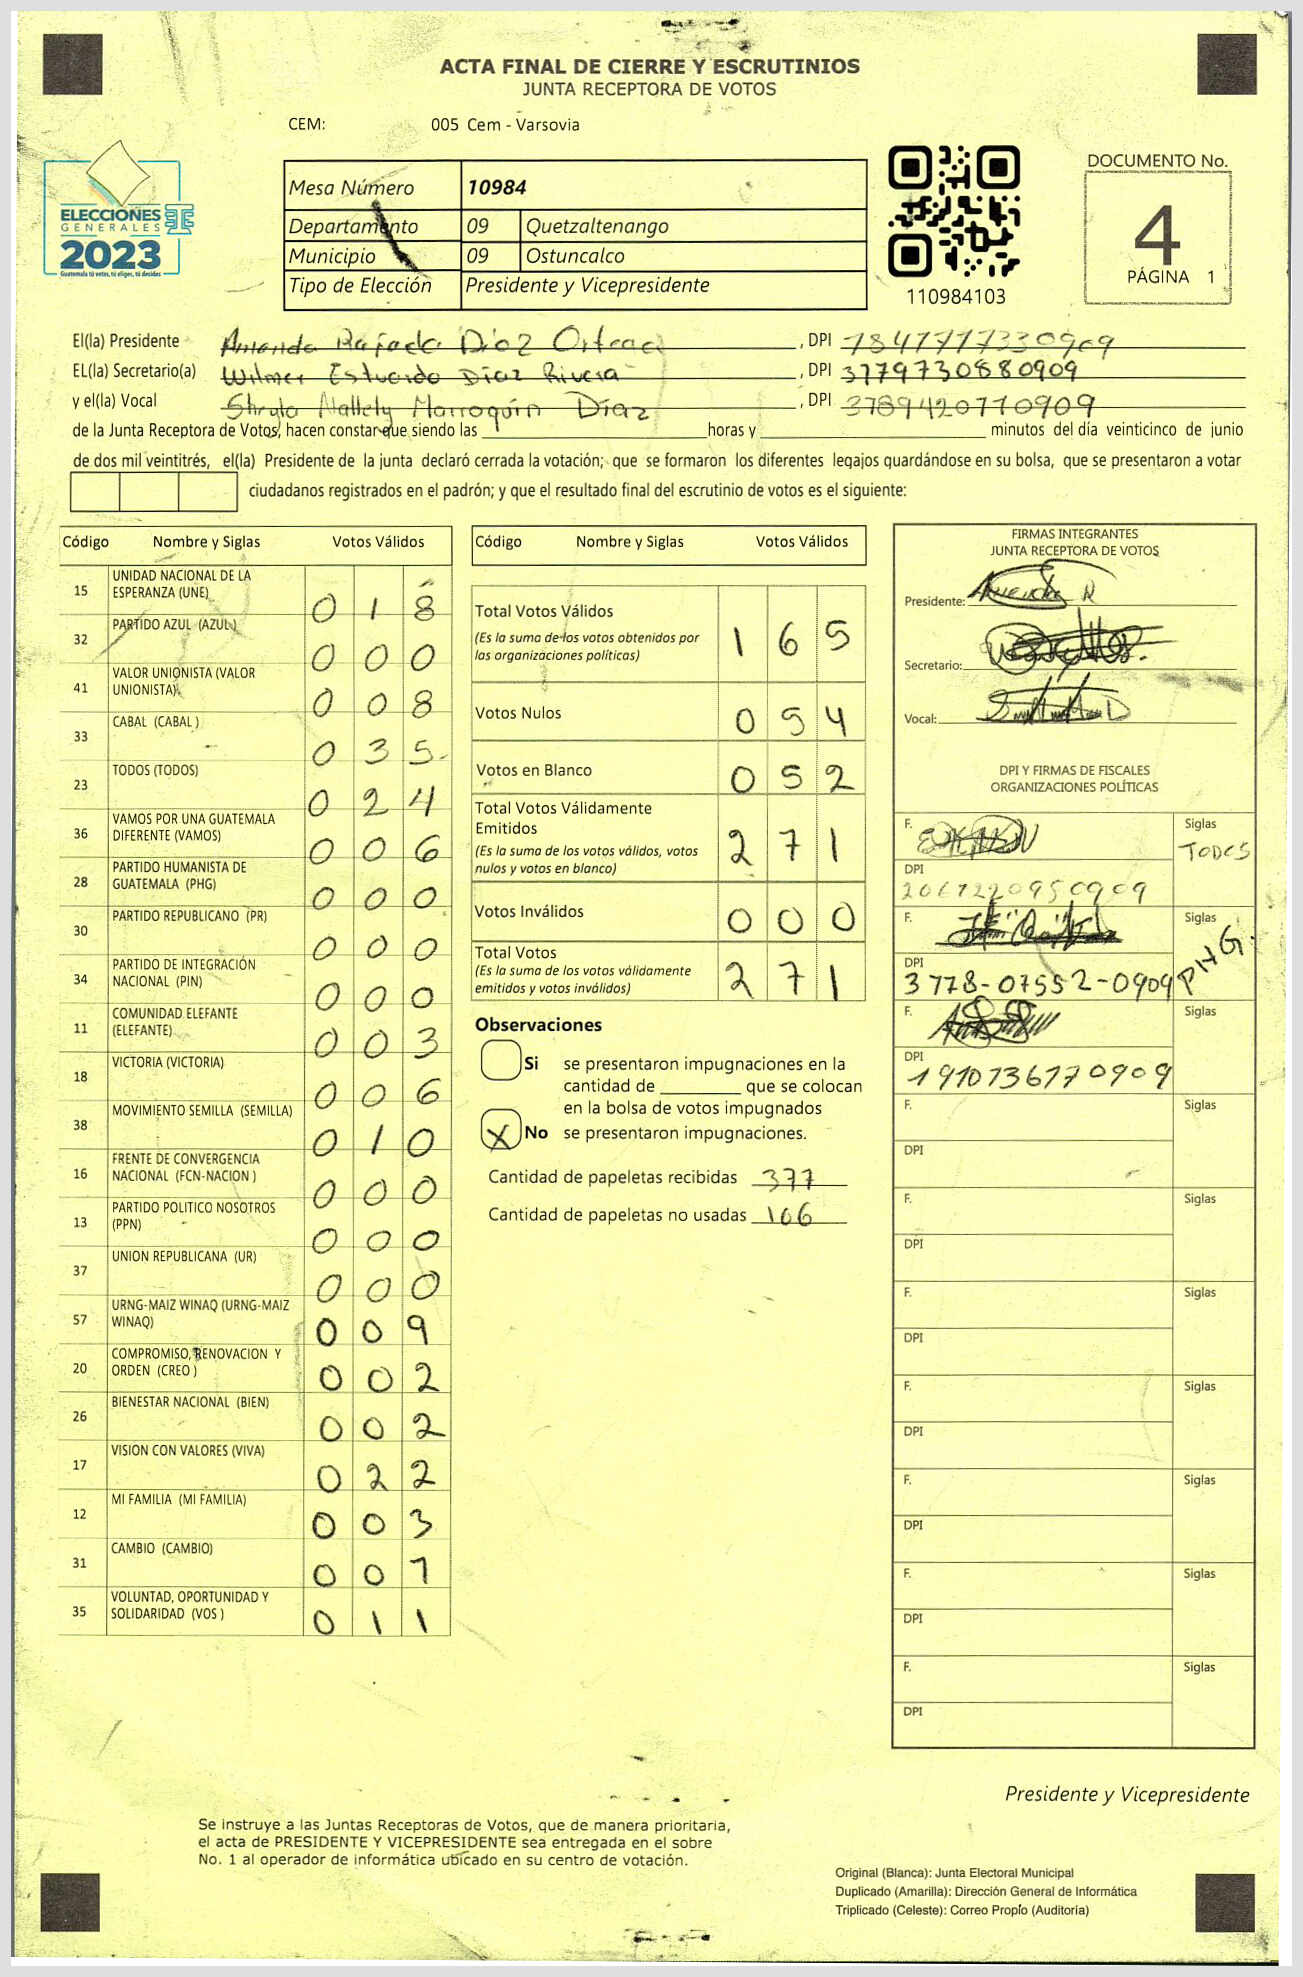 ACTA FINAL DE CIERRE Y ESCRUTINIOS
JUNTA RECEPTORA DE VOTOS
CEM: 005 Cem - Varsovia
ELECCIONES
GENERALES
2023
Guatemala tú votas, tú eliges, tú decides
Mesa Número 10984
Departamento 09 Quetzaltenango
Municipio 09 Ostuncalco
Tipo de Elección Presidente y Vicepresidente
110984103
DOCUMENTO No.
4
PÁGINA 1
El(la) Presidente Amanda Rafaela Díaz Ortega, DPI 1847777330909
EL(la) Secretario(a) Wilmer Estuardo Díaz Rivera, DPI 3779730880909
y el(la) Vocal Nallely Marroquín Díaz, DPI 3789420770909
de la Junta Receptora de Votos, hacen constar que siendo las horas y minutos del día veinticinco de junio
de dos mil veintitrés, el(la) Presidente de la junta declaró cerrada la votación; que se formaron los diferentes legajos guardándose en su bolsa, que se presentaron a votar
ciudadanos registrados en el padrón; y que el resultado final del escrutinio de votos es el siguiente:
Código Nombre y Siglas Votos Válidos
15 UNIDAD NACIONAL DE LA ESPERANZA (UNE) 0 1 8
32 PARTIDO AZUL (AZUL) 0 0 0
41 VALOR UNIONISTA (VALOR UNIONISTA) 0 0 8
33 CABAL (CABAL ) 0 3 5
23 TODOS (TODOS) 0 2 4
36 VAMOS POR UNA GUATEMALA DIFERENTE (VAMOS) 0 0 6
28 PARTIDO HUMANISTA DE GUATEMALA (PHG) 0 0 0
30 PARTIDO REPUBLICANO (PR) 0 0 0
34 PARTIDO DE INTEGRACIÓN NACIONAL (PIN) 0 0 0
11 COMUNIDAD ELEFANTE (ELEFANTE) 0 0 3
18 VICTORIA (VICTORIA) 0 0 6
38 MOVIMIENTO SEMILLA (SEMILLA) 0 1 0
16 FRENTE DE CONVERGENCIA NACIONAL (FCN-NACION ) 0 0 0
13 PARTIDO POLITICO NOSOTROS (PPN) 0 0 0
37 UNION REPUBLICANA (UR) 0 0 0
57 URNG-MAIZ WINAQ (URNG-MAIZ WINAQ) 0 0 9
20 COMPROMISO, RENOVACION Y ORDEN (CREO ) 0 0 2
26 BIENESTAR NACIONAL (BIEN) 0 0 2
17 VISION CON VALORES (VIVA) 0 2 2
12 MI FAMILIA (MI FAMILIA) 0 0 3
31 CAMBIO (CAMBIO) 0 0 7
35 VOLUNTAD, OPORTUNIDAD Y SOLIDARIDAD (VOS ) 0 1 1
Código Nombre y Siglas Votos Válidos
Total Votos Válidos 1 6 5
(Es la suma de los votos obtenidos por
las organizaciones políticas)
Votos Nulos 0 5 4
Votos en Blanco 0 5 2
Total Votos Válidamente
Emitidos 2 7 1
(Es la suma de los votos válidos, votos
nulos y votos en blanco)
Votos Inválidos 0 0 0
Total Votos 2 7 1
(Es la suma de los votos válidamente
emitidos y votos inválidos)
Observaciones
Si se presentaron impugnaciones en la
cantidad de que se colocan
en la bolsa de votos impugnados
X No se presentaron impugnaciones.
Cantidad de papeletas recibidas 377
Cantidad de papeletas no usadas 106
FIRMAS INTEGRANTES
JUNTA RECEPTORA DE VOTOS
Presidente:
Secretario:
Vocal:
DPI Y FIRMAS DE FISCALES
ORGANIZACIONES POLÍTICAS
F. Siglas TODOS
DPI 2067220950909
F. Siglas PHG.
DPI 3778-07552-0909
F. Siglas
DPI 1910736170909
F. Siglas
DPI
F. Siglas
DPI
F. Siglas
DPI
F. Siglas
DPI
F. Siglas
DPI
F. Siglas
DPI
F. Siglas
DPI
Presidente y Vicepresidente
Se instruye a las Juntas Receptoras de Votos, que de manera prioritaria,
el acta de PRESIDENTE Y VICEPRESIDENTE sea entregada en el sobre
No. 1 al operador de informática ubicado en su centro de votación.
Original (Blanca): Junta Electoral Municipal
Duplicado (Amarilla): Dirección General de Informática
Triplicado (Celeste): Correo Propio (Auditoría)